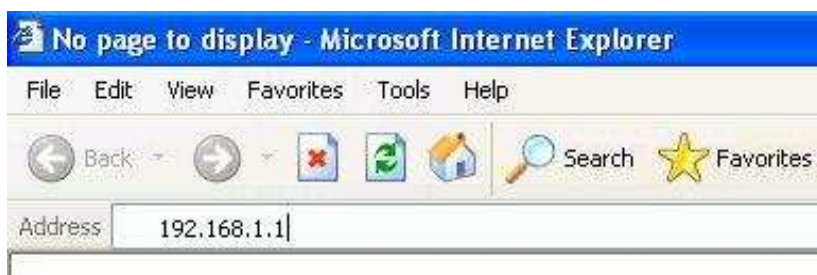 No page to display - Microsoft Internet Explorer
File Edit View Favorites Tools Help
Back Search Favorites
Address 192.168.1.1